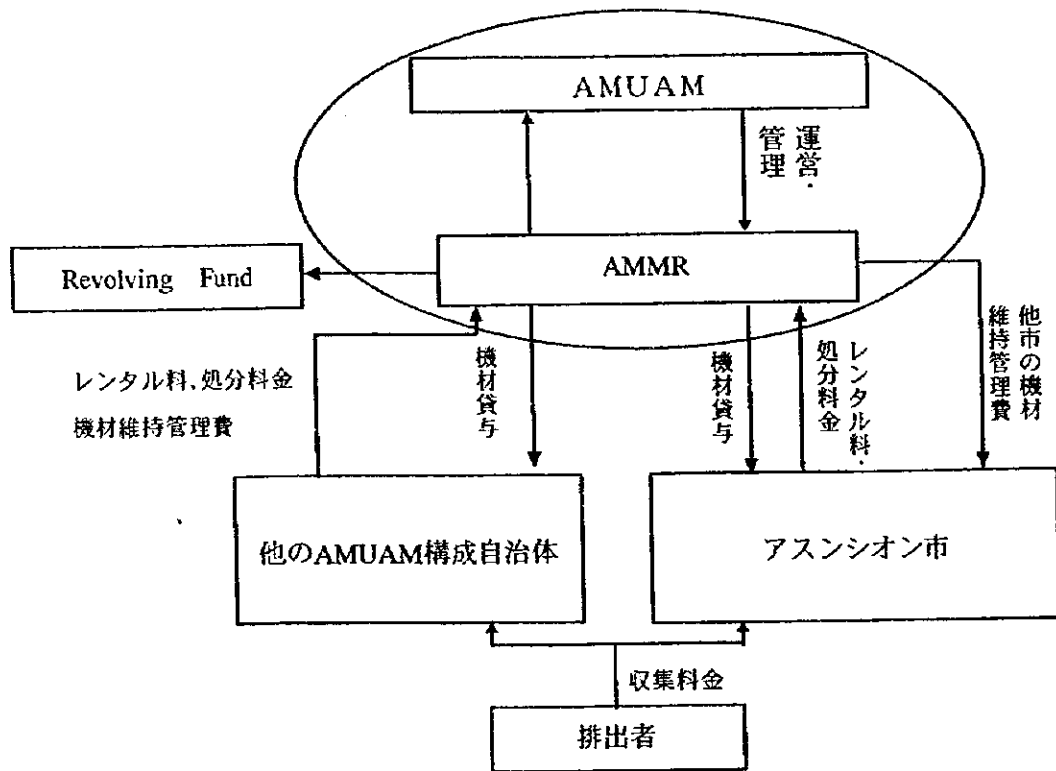 AMUAM
運営・
管理
AMMR
Revolving Fund
レンタル料、処分料金
機材維持管理費
機材貸与
機材貸与
レンタル料・
処分料金
他市の機材
維持管理費
他のAMUAM構成自治体
アスンシオン市
収集料金
排出者